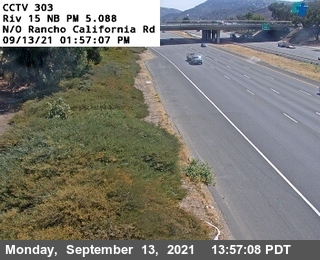 CCTV 303
Riv 15 NB PM 5.088
N/O Rancho California Rd
09/13/21 01:57:07 PM
Monday, September 13, 2021 13:57:08 PDT